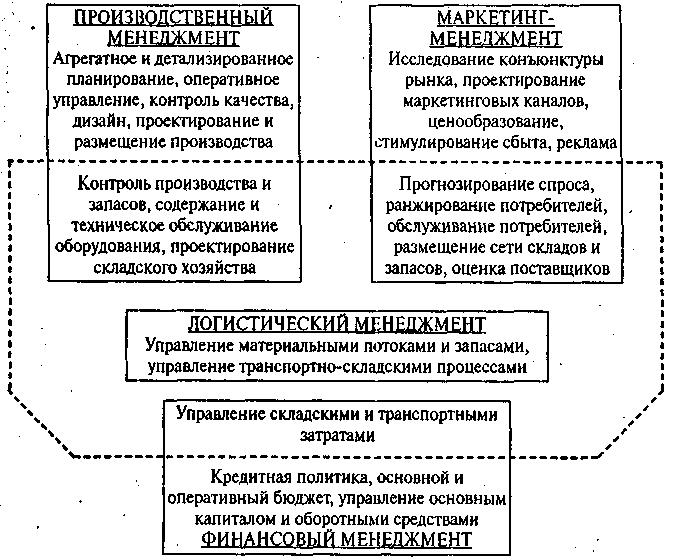 ПРОИЗВОДСТВЕННЫЙ
МЕНЕДЖМЕНТ
Агрегатное и детализированное
планирование, оперативное
управление, контроль качества,
дизайн, проектирование и
размещение производства
Контроль производства и
запасов, содержание и
техническое обслуживание
оборудования, проектирование
складского хозяйства
МАРКЕТИНГ-
МЕНЕДЖМЕНТ
Исследование конъюнктуры
рынка, проектирование
маркетинговых каналов,
ценообразование,
стимулирование сбыта, реклама
Прогнозирование спроса,
ранжирование потребителей,
обслуживание потребителей,
размещение сети складов и
запасов, оценка поставщиков
ЛОГИСТИЧЕСКИЙ МЕНЕДЖМЕНТ
Управление материальными потоками и запасами,
управление транспортно-складскими процессами
Управление складскими и транспортными
затратами
Кредитная политика, основной и
оперативный бюджет, управление основным
капиталом и оборотными средствами
ФИНАНСОВЫЙ МЕНЕДЖМЕНТ